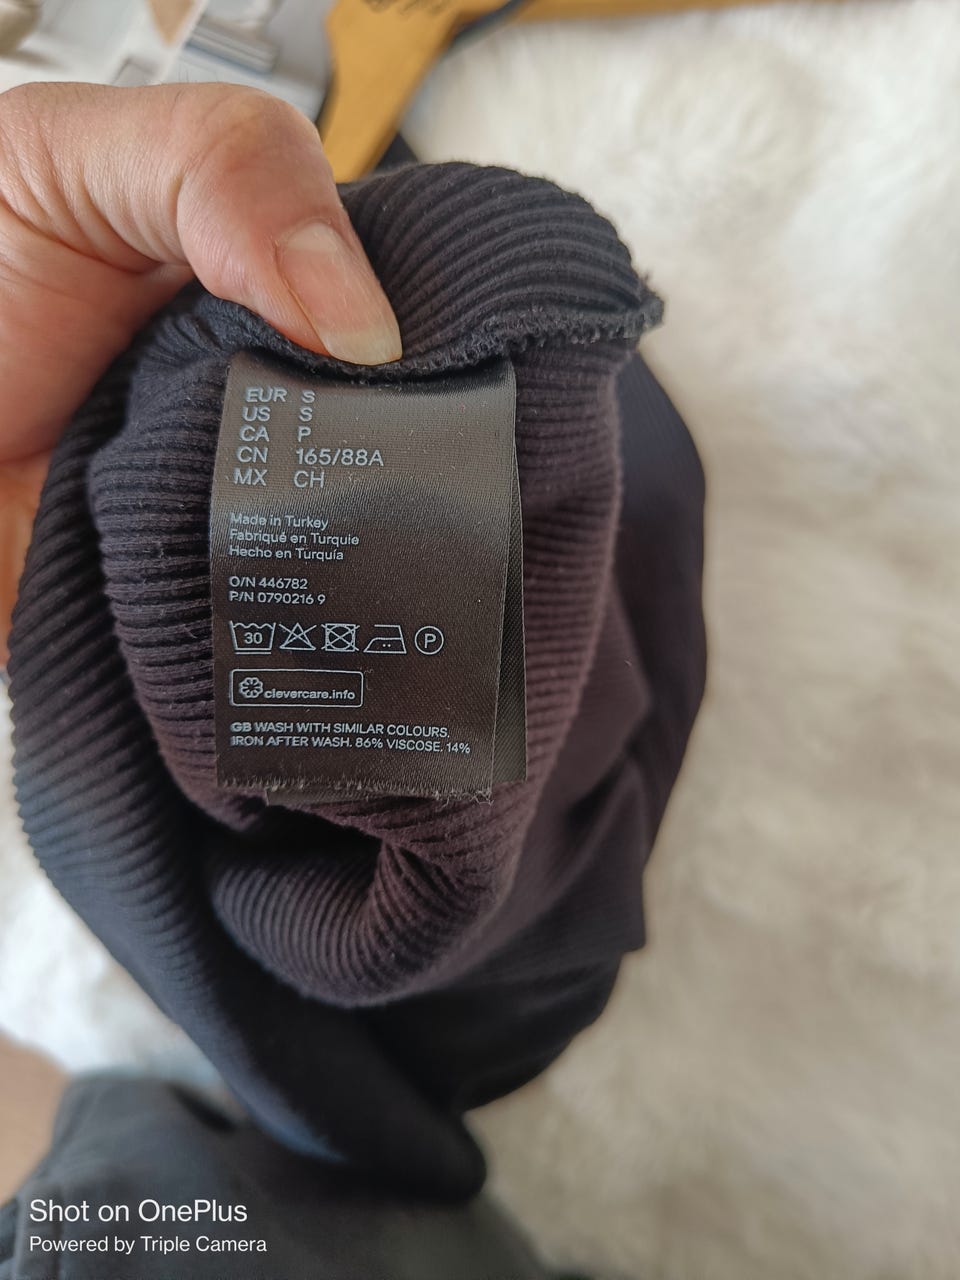 EUR S
US S
CA P
CN 165/88A
MX CH
Made in Turkey
Fabriqué en Turquie
Hecho en Turquía
O/N 446782
P/N 0790216 9
30 P
clevercare.info
GB WASH WITH SIMILAR COLOURS.
IRON AFTER WASH. 86% VISCOSE. 14%
Shot on OnePlus
Powered by Triple Camera